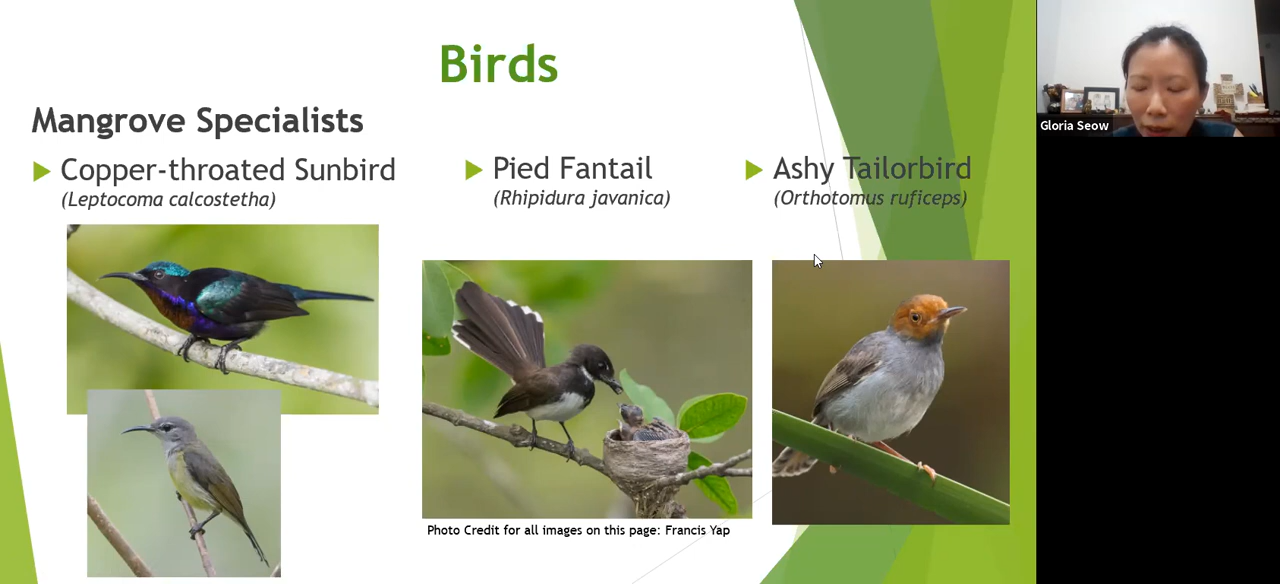 Birds
Mangrove Specialists
Copper-throated Sunbird
(Leptocoma calcostetha)
Pied Fantail
(Rhipidura javanica)
Ashy Tailorbird
(Orthotomus ruficeps)
Photo Credit for all images on this page: Francis Yap
Gloria Seow